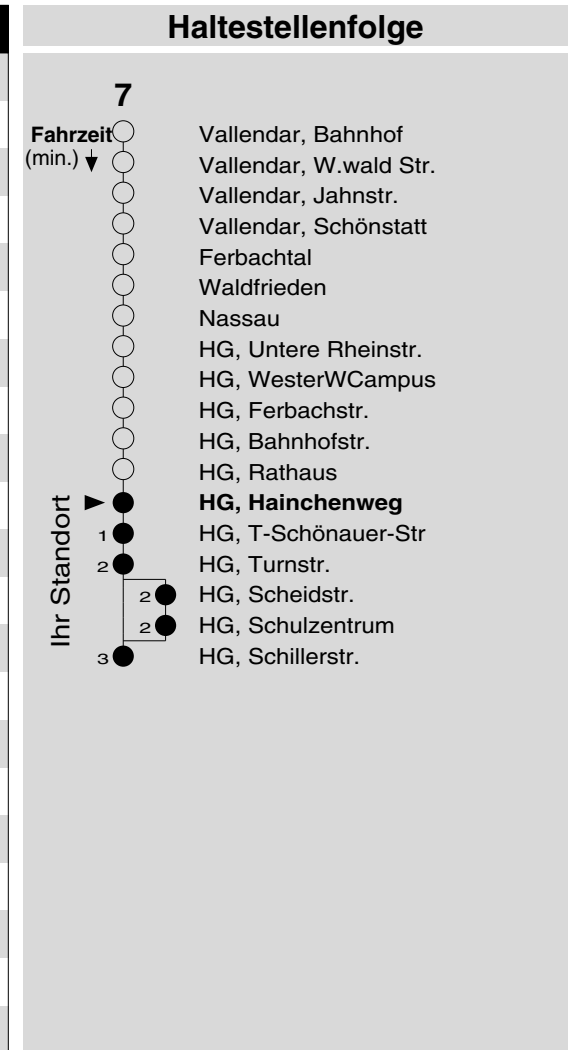 Haltestellenfolge
7
Fahrzeit
(min.)
Vallendar, Bahnhof
Vallendar, W.wald Str.
Vallendar, Jahnstr.
Vallendar, Schönstatt
Ferbachtal
Waldfrieden
Nassau
HG, Untere Rheinstr.
HG, WesterWCampus
HG, Ferbachstr.
HG, Bahnhofstr.
HG, Rathaus
Ihr Standort
HG, Hainchenweg
1 HG, T-Schönauer-Str
2 HG, Turnstr.
2 HG, Scheidstr.
2 HG, Schulzentrum
3 HG, Schillerstr.